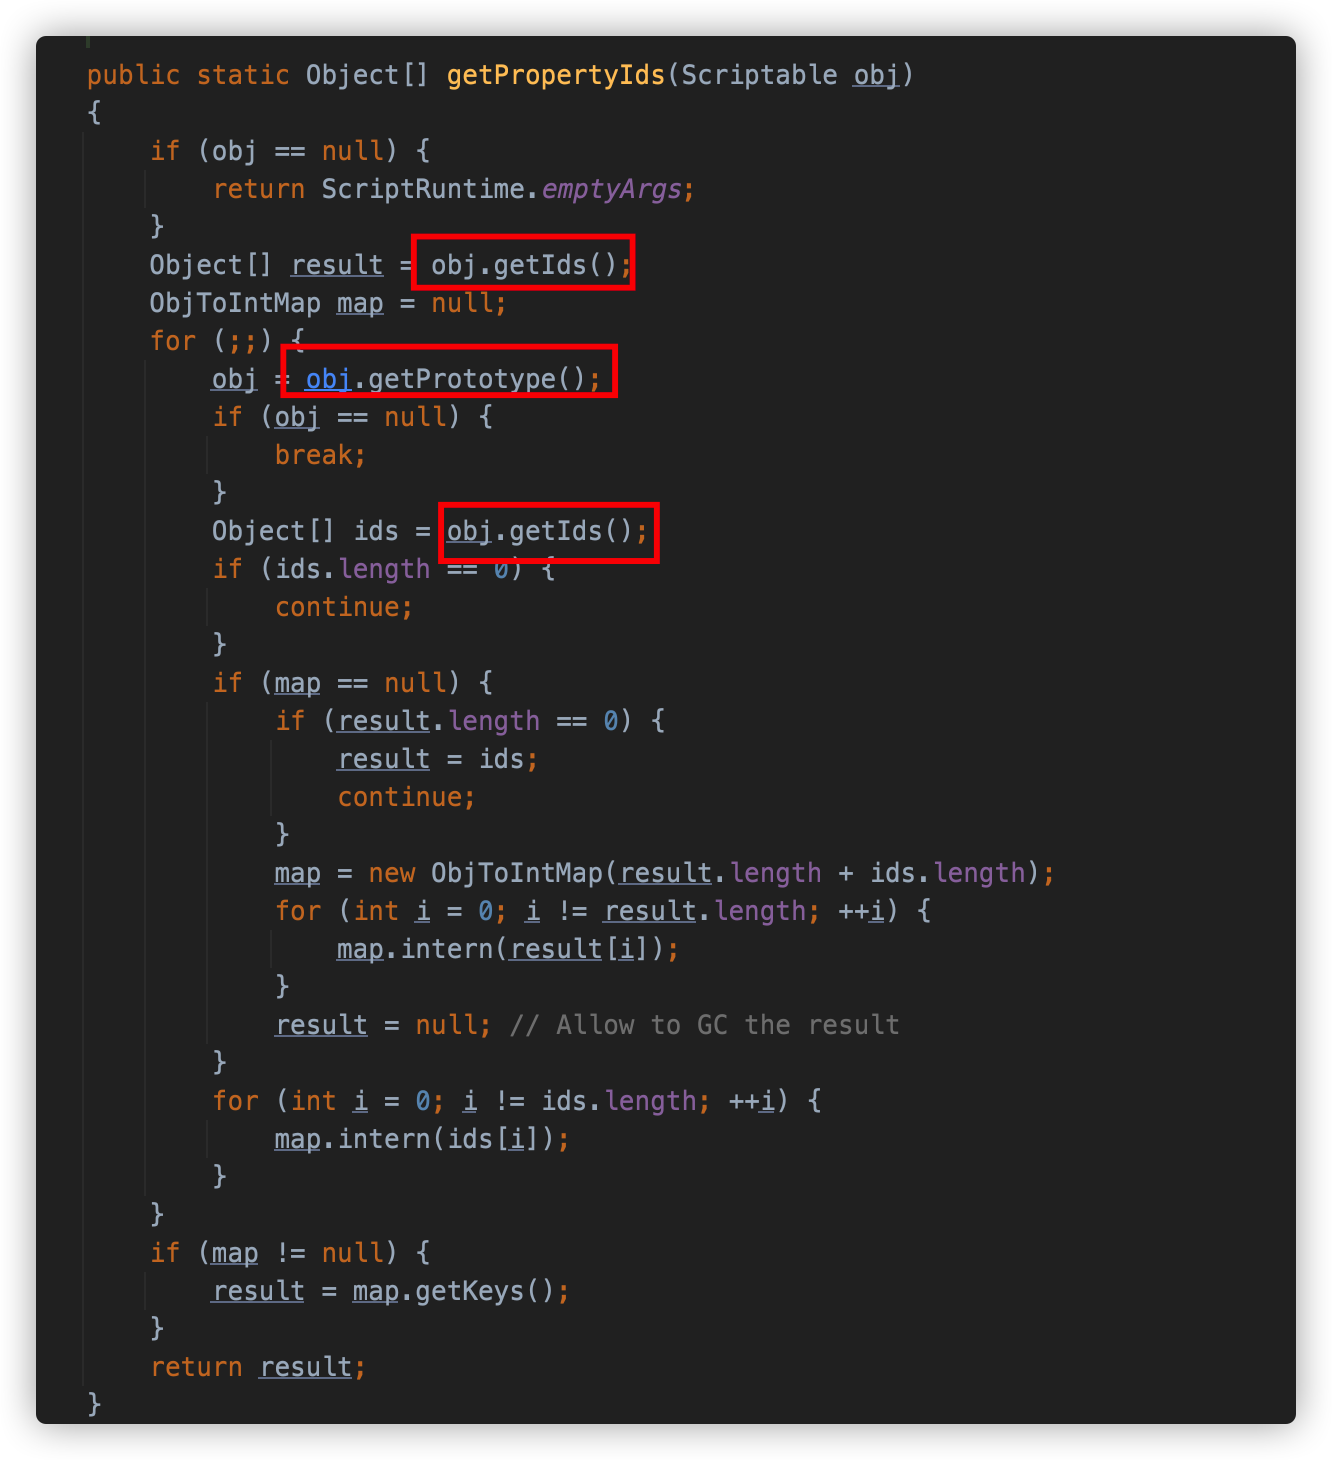 public static Object[] getPropertyIds(Scriptable obj)
{
    if (obj == null) {
        return ScriptRuntime.emptyArgs;
    }
    Object[] result = obj.getIds();
    ObjToIntMap map = null;
    for (;;) {
        obj = obj.getPrototype();
        if (obj == null) {
            break;
        }
        Object[] ids = obj.getIds();
        if (ids.length == 0) {
            continue;
        }
        if (map == null) {
            if (result.length == 0) {
                result = ids;
                continue;
            }
            map = new ObjToIntMap(result.length + ids.length);
            for (int i = 0; i != result.length; ++i) {
                map.intern(result[i]);
            }
            result = null; // Allow to GC the result
        }
        for (int i = 0; i != ids.length; ++i) {
            map.intern(ids[i]);
        }
    }
    if (map != null) {
        result = map.getKeys();
    }
    return result;
}